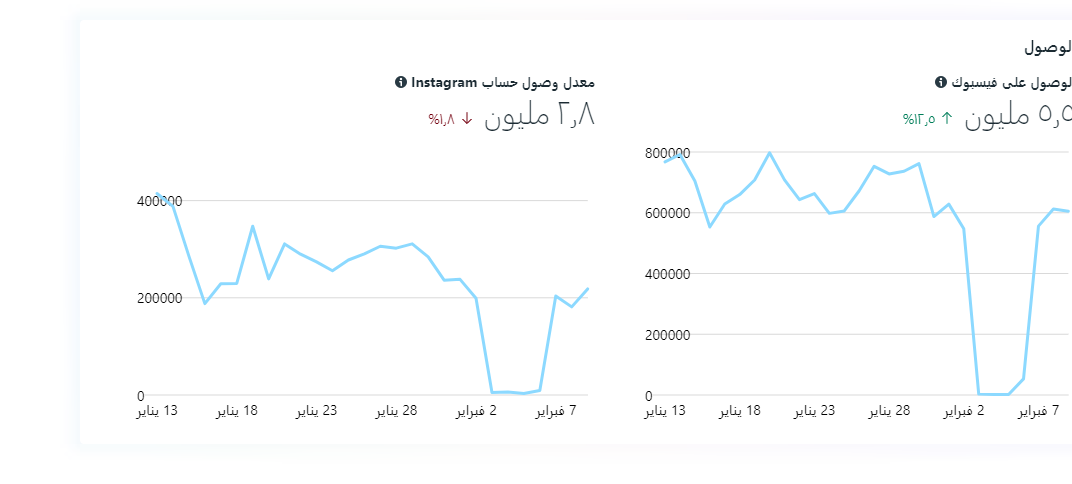 لوصول
لوصول على فيسبوك
٥٫٥ مليون ↑ ١٢٫٥%
800000
600000
400000
200000
0
13 يناير
18 يناير
23 يناير
28 يناير
2 فبراير
7 فبراير
معدل وصول حساب Instagram
٢٫٨ مليون ↓ ١٫٨%
400000
200000
0
13 يناير
18 يناير
23 يناير
28 يناير
2 فبراير
7 فبراير